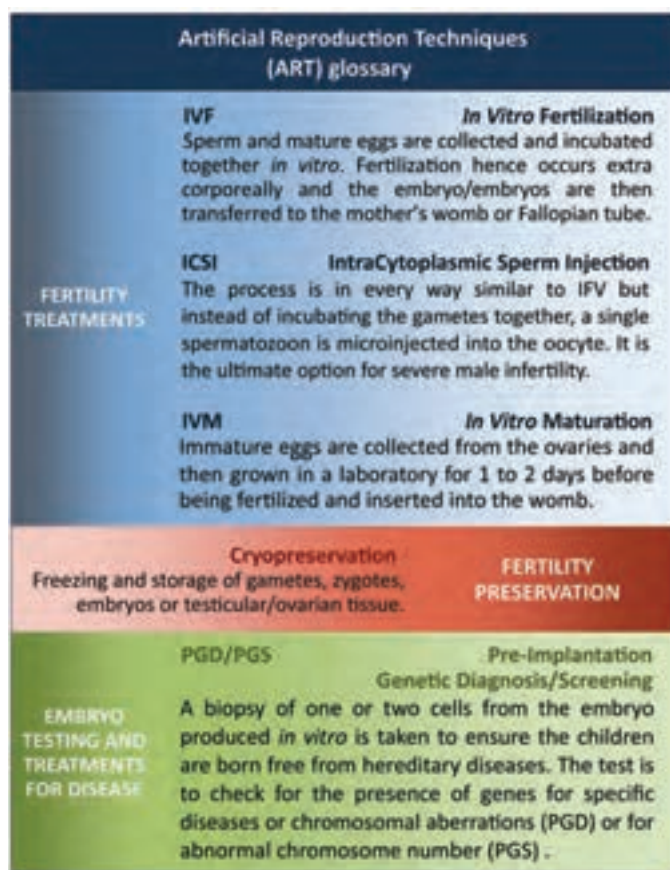 Artificial Reproduction Techniques
(ART) glossary
FERTILITY
TREATMENTS
IVF In Vitro Fertilization
Sperm and mature eggs are collected and incubated
together in vitro. Fertilization hence occurs extra
corporeally and the embryo/embryos are then
transferred to the mother's womb or Fallopian tube.
ICSI IntraCytoplasmic Sperm Injection
The process is in every way similar to IFV but
instead of incubating the gametes together, a single
spermatozoon is microinjected into the oocyte. It is
the ultimate option for severe male infertility.
IVM In Vitro Maturation
Immature eggs are collected from the ovaries and
then grown in a laboratory for 1 to 2 days before
being fertilized and inserted into the womb.
Cryopreservation
Freezing and storage of gametes, zygotes,
embryos or testicular/ovarian tissue.
FERTILITY
PRESERVATION
EMBRYO
TESTING AND
TREATMENTS
FOR DISEASE
PGD/PGS Pre-Implantation
Genetic Diagnosis/Screening
A biopsy of one or two cells from the embryo
produced in vitro is taken to ensure the children
are born free from hereditary diseases. The test is
to check for the presence of genes for specific
diseases or chromosomal aberrations (PGD) or for
abnormal chromosome number (PGS) .